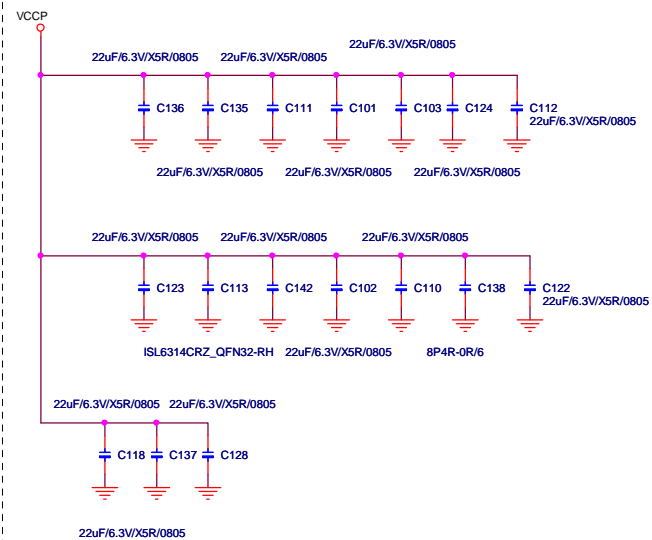 VCCP
22uF/6.3V/X5R/0805
22uF/6.3V/X5R/0805 22uF/6.3V/X5R/0805
C136 C135 C111 C101 C103 C124 C112
22uF/6.3V/X5R/0805
22uF/6.3V/X5R/0805 22uF/6.3V/X5R/0805 22uF/6.3V/X5R/0805
22uF/6.3V/X5R/0805 22uF/6.3V/X5R/0805 22uF/6.3V/X5R/0805
C123 C113 C142 C102 C110 C138 C122
22uF/6.3V/X5R/0805
ISL6314CRZ_QFN32-RH 22uF/6.3V/X5R/0805 8P4R-0R/6
22uF/6.3V/X5R/0805 22uF/6.3V/X5R/0805
C118 C137 C128
22uF/6.3V/X5R/0805